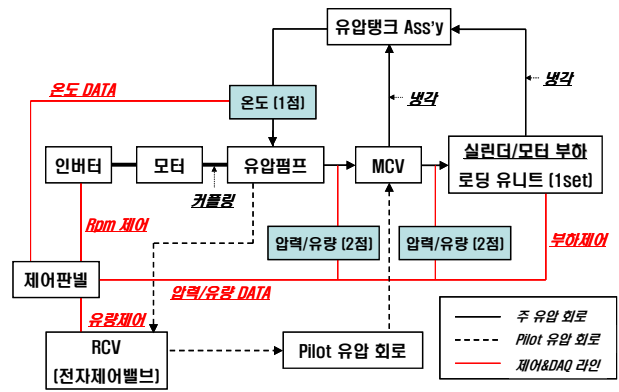 유압탱크 Ass'y
온도 DATA
온도 (1점)
냉각
냉각
인버터
모터
유압펌프
MCV
실린더/모터 부하
로딩 유니트 (1set)
커플링
Rpm 제어
압력/유량 (2점)
압력/유량 (2점)
부하제어
제어판넬
압력/유량 DATA
유량제어
RCV
(전자제어밸브)
Pilot 유압 회로
주 유압 회로
Pilot 유압 회로
제어&DAQ 라인